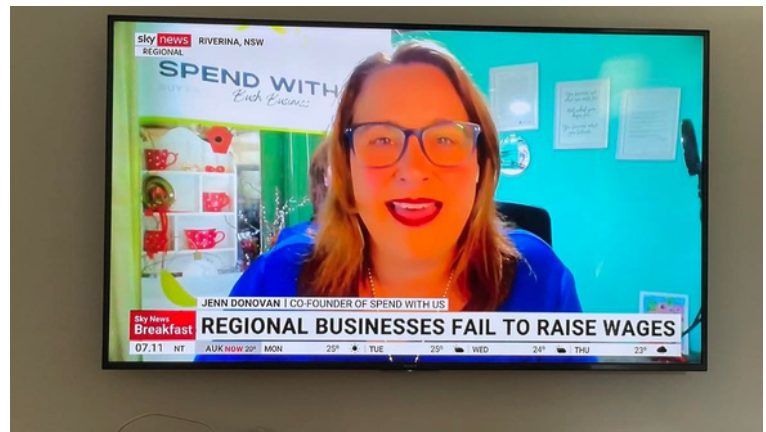 sky news
REGIONAL
RIVERINA, NSW
SPEND WITH
Bush Business
JENN DONOVAN | CO-FOUNDER OF SPEND WITH US
Sky News
Breakfast
REGIONAL BUSINESSES FAIL TO RAISE WAGES
07.11 NT AUK NOW 20° MON 25° TUE 25° WED 24° THU 23°